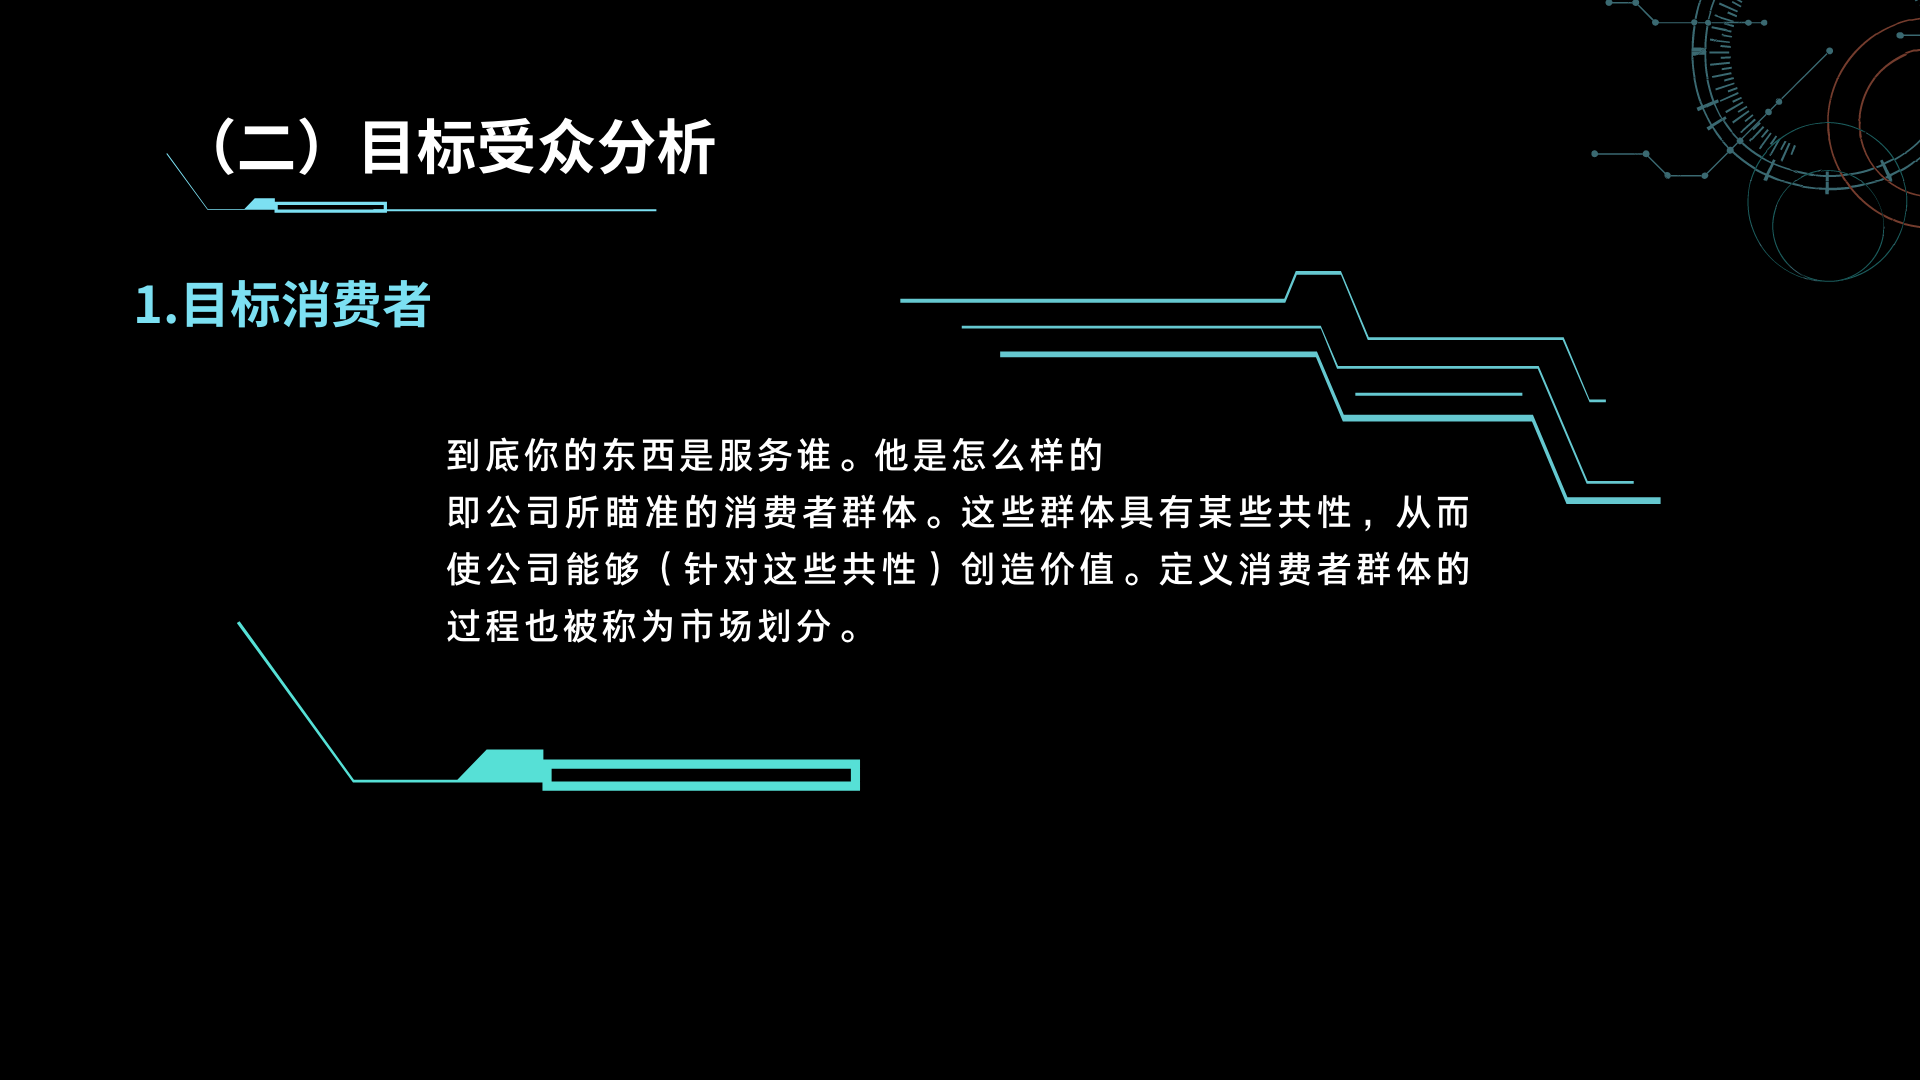 （二）目标受众分析
1.目标消费者
到底你的东西是服务谁。他是怎么样的
即公司所瞄准的消费者群体。这些群体具有某些共性，从而
使公司能够（针对这些共性）创造价值。定义消费者群体的
过程也被称为市场划分。